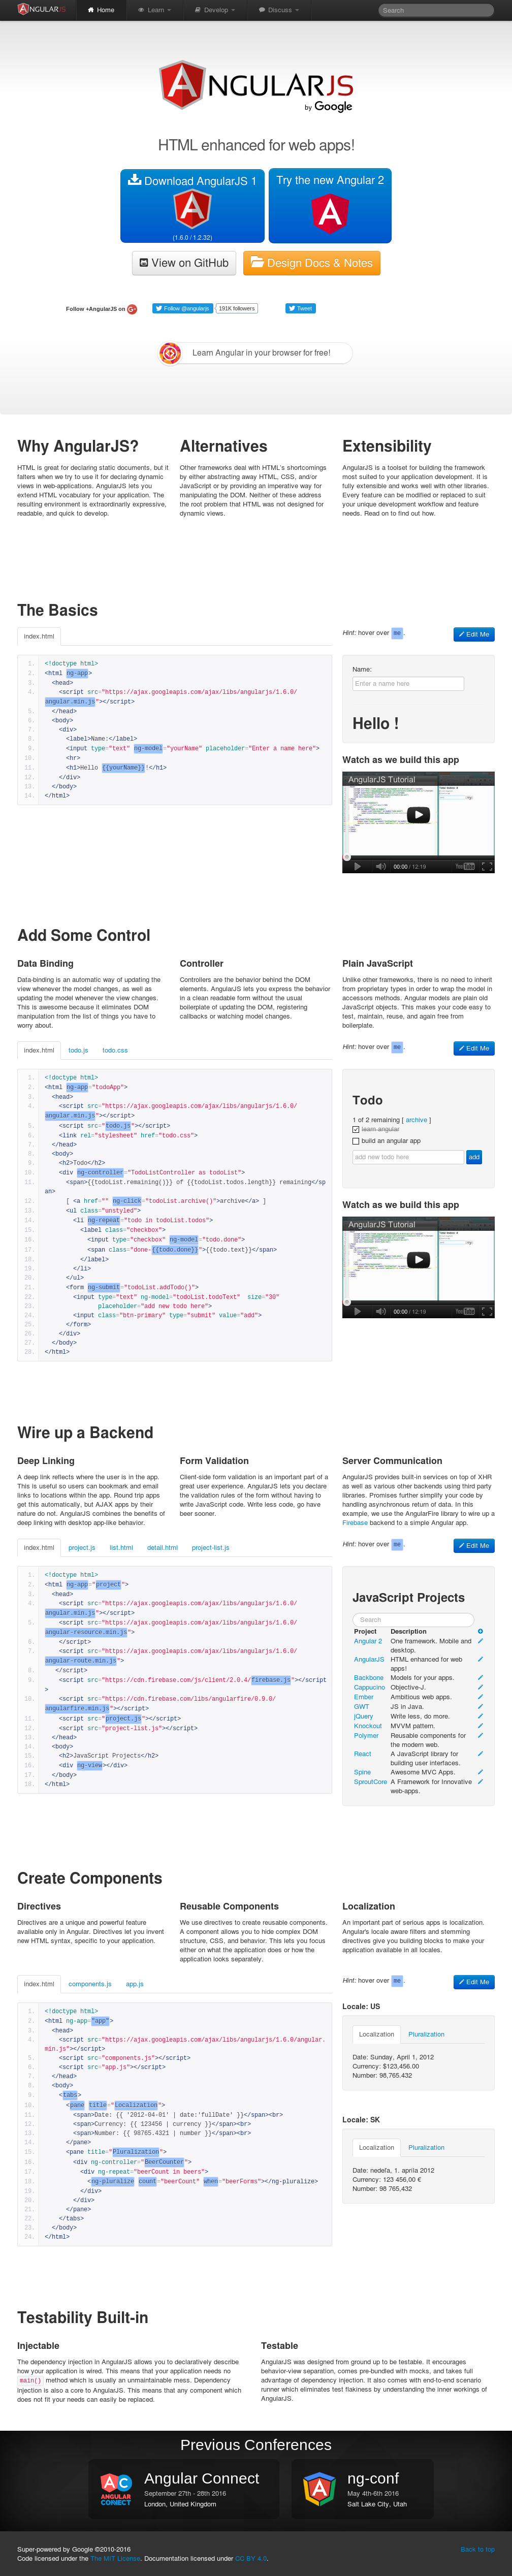 ANGULARJS
Home Learn Develop Discuss Search
ANGULARJS
by Google
HTML enhanced for web apps!
Download AngularJS 1
(1.6.0 / 1.2.32)
Try the new Angular 2
View on GitHub
Design Docs & Notes
Follow +AngularJS on
Follow @angularjs
191K followers
Tweet
Learn Angular in your browser for free!
Why AngularJS?
HTML is great for declaring static documents, but it
falters when we try to use it for declaring dynamic
views in web-applications. AngularJS lets you
extend HTML vocabulary for your application. The
resulting environment is extraordinarily expressive,
readable, and quick to develop.
Alternatives
Other frameworks deal with HTML's shortcomings
by either abstracting away HTML, CSS, and/or
JavaScript or by providing an imperative way for
manipulating the DOM. Neither of these address
the root problem that HTML was not designed for
dynamic views.
Extensibility
AngularJS is a toolset for building the framework
most suited to your application development. It is
fully extensible and works well with other libraries.
Every feature can be modified or replaced to suit
your unique development workflow and feature
needs. Read on to find out how.
The Basics
index.html
Hint: hover over me.
Edit Me
1. <!doctype html>
2. <html ng-app>
3. <head>
4. <script src="https://ajax.googleapis.com/ajax/libs/angularjs/1.6.0/
angular.min.js"></script>
5. </head>
6. <body>
7. <div>
8. <label>Name:</label>
9. <input type="text" ng-model="yourName" placeholder="Enter a name here">
10. <hr>
11. <h1>Hello {{yourName}}!</h1>
12. </div>
13. </body>
14. </html>
Name:
Enter a name here
Hello !
Watch as we build this app
AngularJS Tutorial
00:00 / 12:19
Add Some Control
Data Binding
Data-binding is an automatic way of updating the
view whenever the model changes, as well as
updating the model whenever the view changes.
This is awesome because it eliminates DOM
manipulation from the list of things you have to
worry about.
Controller
Controllers are the behavior behind the DOM
elements. AngularJS lets you express the behavior
in a clean readable form without the usual
boilerplate of updating the DOM, registering
callbacks or watching model changes.
Plain JavaScript
Unlike other frameworks, there is no need to inherit
from proprietary types in order to wrap the model in
accessors methods. Angular models are plain old
JavaScript objects. This makes your code easy to
test, maintain, reuse, and again free from
boilerplate.
index.html todo.js todo.css
Hint: hover over me.
Edit Me
1. <!doctype html>
2. <html ng-app="todoApp">
3. <head>
4. <script src="https://ajax.googleapis.com/ajax/libs/angularjs/1.6.0/
angular.min.js"></script>
5. <script src="todo.js"></script>
6. <link rel="stylesheet" href="todo.css">
7. </head>
8. <body>
9. <h2>Todo</h2>
10. <div ng-controller="TodoListController as todoList">
11. <span>{{todoList.remaining()}} of {{todoList.todos.length}} remaining</sp
an>
12. [ <a href="" ng-click="todoList.archive()">archive</a> ]
13. <ul class="unstyled">
14. <li ng-repeat="todo in todoList.todos">
15. <label class="checkbox">
16. <input type="checkbox" ng-model="todo.done">
17. <span class="done-{{todo.done}}">{{todo.text}}</span>
18. </label>
19. </li>
20. </ul>
21. <form ng-submit="todoList.addTodo()">
22. <input type="text" ng-model="todoList.todoText" size="30"
23. placeholder="add new todo here">
24. <input class="btn-primary" type="submit" value="add">
25. </form>
26. </div>
27. </body>
28. </html>
Todo
1 of 2 remaining [ archive ]
learn angular
build an angular app
add new todo here
add
Watch as we build this app
AngularJS Tutorial
00:00 / 12:19
Wire up a Backend
Deep Linking
A deep link reflects where the user is in the app.
This is useful so users can bookmark and email
links to locations within the app. Round trip apps
get this automatically, but AJAX apps by their
nature do not. AngularJS combines the benefits of
deep linking with desktop app-like behavior.
Form Validation
Client-side form validation is an important part of a
great user experience. AngularJS lets you declare
the validation rules of the form without having to
write JavaScript code. Write less code, go have
beer sooner.
Server Communication
AngularJS provides built-in services on top of XHR
as well as various other backends using third party
libraries. Promises further simplify your code by
handling asynchronous return of data. In this
example, we use the AngularFire library to wire up a
Firebase backend to a simple Angular app.
index.html project.js list.html detail.html project-list.js
Hint: hover over me.
Edit Me
1. <!doctype html>
2. <html ng-app="project">
3. <head>
4. <script src="https://ajax.googleapis.com/ajax/libs/angularjs/1.6.0/
angular.min.js"></script>
5. <script src="https://ajax.googleapis.com/ajax/libs/angularjs/1.6.0/
angular-resource.min.js">
6. </script>
7. <script src="https://ajax.googleapis.com/ajax/libs/angularjs/1.6.0/
angular-route.min.js">
8. </script>
9. <script src="https://cdn.firebase.com/js/client/2.0.4/firebase.js"></script
>
10. <script src="https://cdn.firebase.com/libs/angularfire/0.9.0/
angularfire.min.js"></script>
11. <script src="project.js"></script>
12. <script src="project-list.js"></script>
13. </head>
14. <body>
15. <h2>JavaScript Projects</h2>
16. <div ng-view></div>
17. </body>
18. </html>
JavaScript Projects
Search
Project Description
Angular 2 One framework. Mobile and
desktop.
AngularJS HTML enhanced for web
apps!
Backbone Models for your apps.
Cappucino Objective-J.
Ember Ambitious web apps.
GWT JS in Java.
jQuery Write less, do more.
Knockout MVVM pattern.
Polymer Reusable components for
the modern web.
React A JavaScript library for
building user interfaces.
Spine Awesome MVC Apps.
SproutCore A Framework for Innovative
web-apps.
Create Components
Directives
Directives are a unique and powerful feature
available only in Angular. Directives let you invent
new HTML syntax, specific to your application.
Reusable Components
We use directives to create reusable components.
A component allows you to hide complex DOM
structure, CSS, and behavior. This lets you focus
either on what the application does or how the
application looks separately.
Localization
An important part of serious apps is localization.
Angular's locale aware filters and stemming
directives give you building blocks to make your
application available in all locales.
index.html components.js app.js
Hint: hover over me.
Edit Me
1. <!doctype html>
2. <html ng-app="app">
3. <head>
4. <script src="https://ajax.googleapis.com/ajax/libs/angularjs/1.6.0/angular.
min.js"></script>
5. <script src="components.js"></script>
6. <script src="app.js"></script>
7. </head>
8. <body>
9. <tabs>
10. <pane title="Localization">
11. <span>Date: {{ '2012-04-01' | date:'fullDate' }}</span><br>
12. <span>Currency: {{ 123456 | currency }}</span><br>
13. <span>Number: {{ 98765.4321 | number }}</span><br>
14. </pane>
15. <pane title="Pluralization">
16. <div ng-controller="BeerCounter">
17. <div ng-repeat="beerCount in beers">
18. <ng-pluralize count="beerCount" when="beerForms"></ng-pluralize>
19. </div>
20. </div>
21. </pane>
22. </tabs>
23. </body>
24. </html>
Locale: US
Localization Pluralization
Date: Sunday, April 1, 2012
Currency: $123,456.00
Number: 98,765.432
Locale: SK
Localization Pluralization
Date: nedeľa, 1. apríla 2012
Currency: 123 456,00 €
Number: 98 765,432
Testability Built-in
Injectable
The dependency injection in AngularJS allows you to declaratively describe
how your application is wired. This means that your application needs no
main() method which is usually an unmaintainable mess. Dependency
injection is also a core to AngularJS. This means that any component which
does not fit your needs can easily be replaced.
Testable
AngularJS was designed from ground up to be testable. It encourages
behavior-view separation, comes pre-bundled with mocks, and takes full
advantage of dependency injection. It also comes with end-to-end scenario
runner which eliminates test flakiness by understanding the inner workings of
AngularJS.
Previous Conferences
AC
ANGULAR
CONNECT
Angular Connect
September 27th - 28th 2016
London, United Kingdom
ng-conf
May 4th-6th 2016
Salt Lake City, Utah
Super-powered by Google ©2010-2016
Back to top
Code licensed under the The MIT License. Documentation licensed under CC BY 4.0.